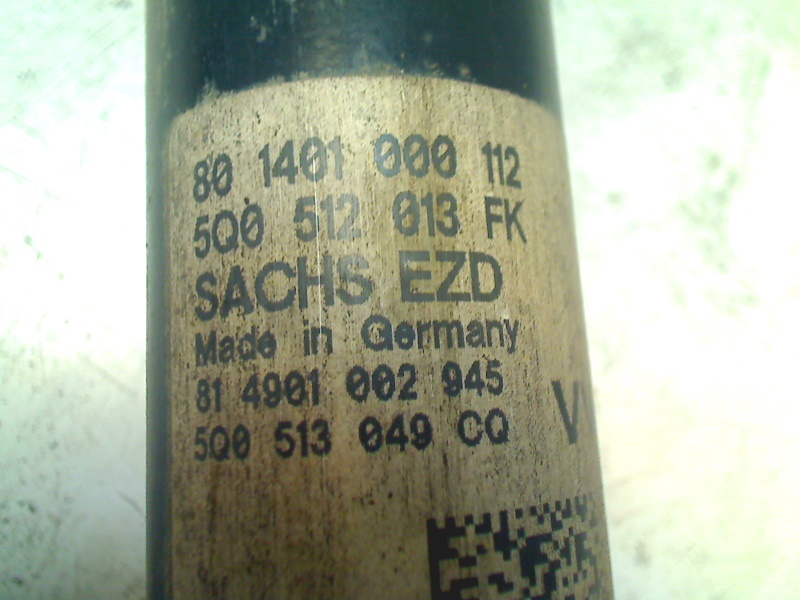 80 1401 000 112
5Q0 512 013 FK
SACHS EZD
Made in Germany
81 4901 002 945
5Q0 513 049 CQ